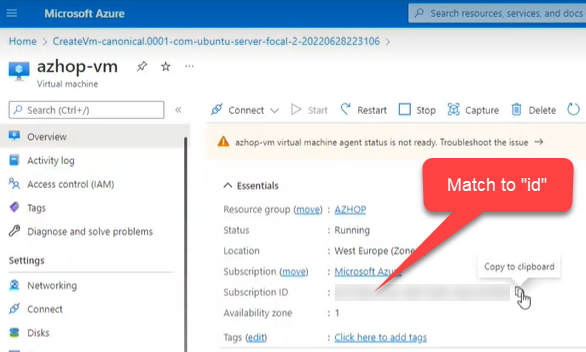 Microsoft Azure
Search resources, services, and docs
Home > CreateVm-canonical.0001-com-ubuntu-server-focal-2-20220628223106 >
azhop-vm
Virtual machine
Search (Ctrl+/)
Connect
Start
Restart
Stop
Capture
Delete
Overview
Activity log
Access control (IAM)
Tags
Diagnose and solve problems
Settings
Networking
Connect
Disks
azhop-vm virtual machine agent status is not ready. Troubleshoot the issue →
Essentials
Resource group (move) : AZHOP
Status : Running
Location : West Europe (Zone
Subscription (move) : Microsoft Azu
Subscription ID :
Availability zone : 1
Tags (edit) : Click here to add tags
Match to "id"
Copy to clipboard